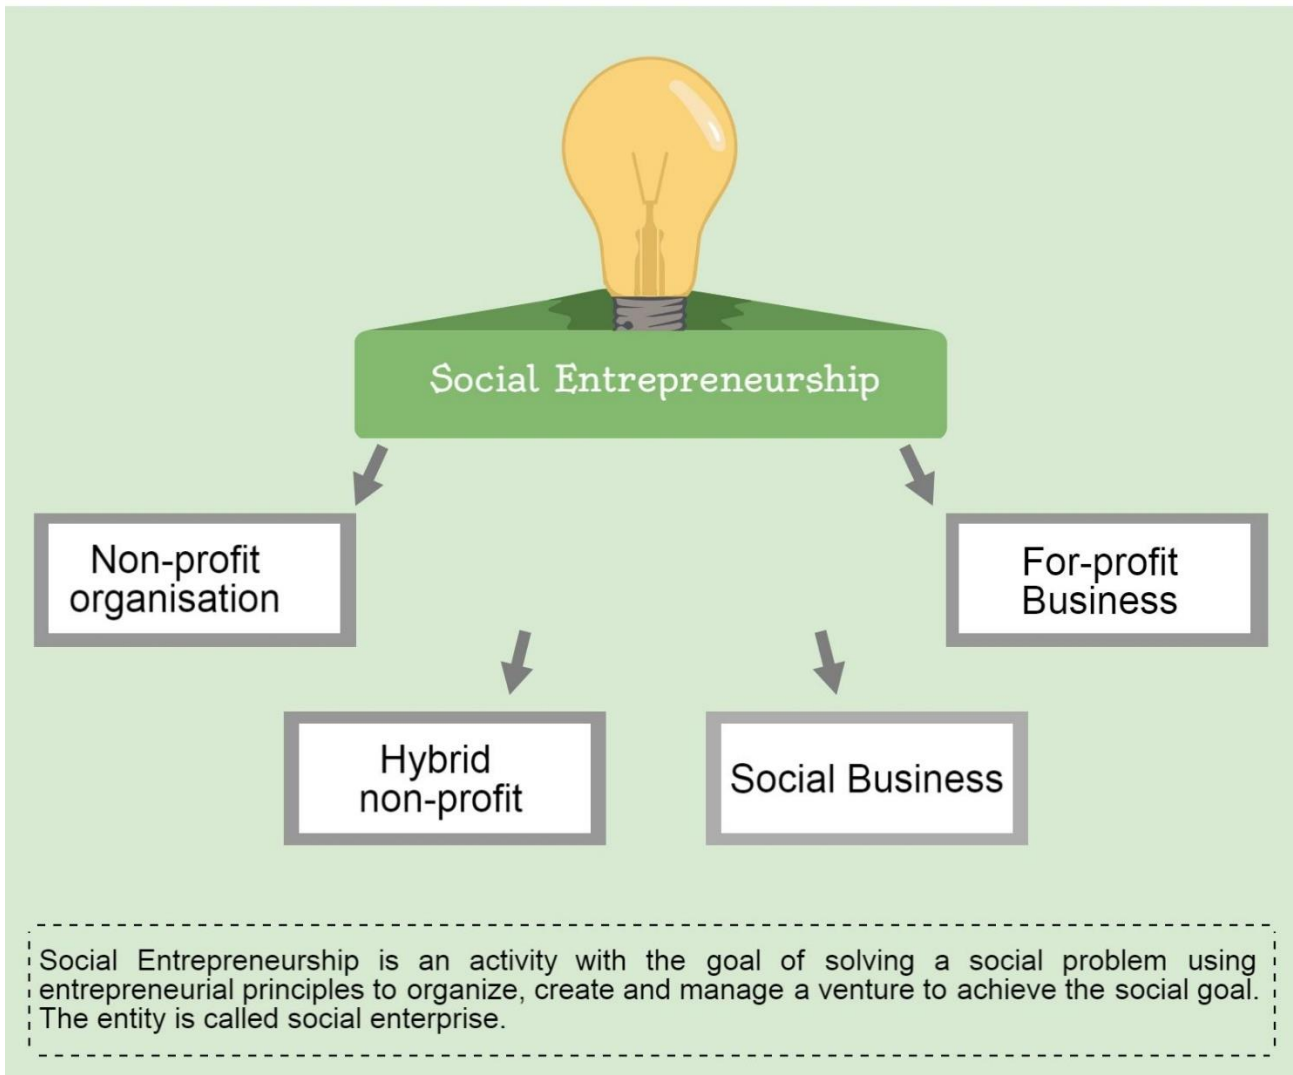 Social Entrepreneurship
Non-profit
organisation
For-profit
Business
Hybrid
non-profit
Social Business
Social Entrepreneurship is an activity with the goal of solving a social problem using
entrepreneurial principles to organize, create and manage a venture to achieve the social goal.
The entity is called social enterprise.